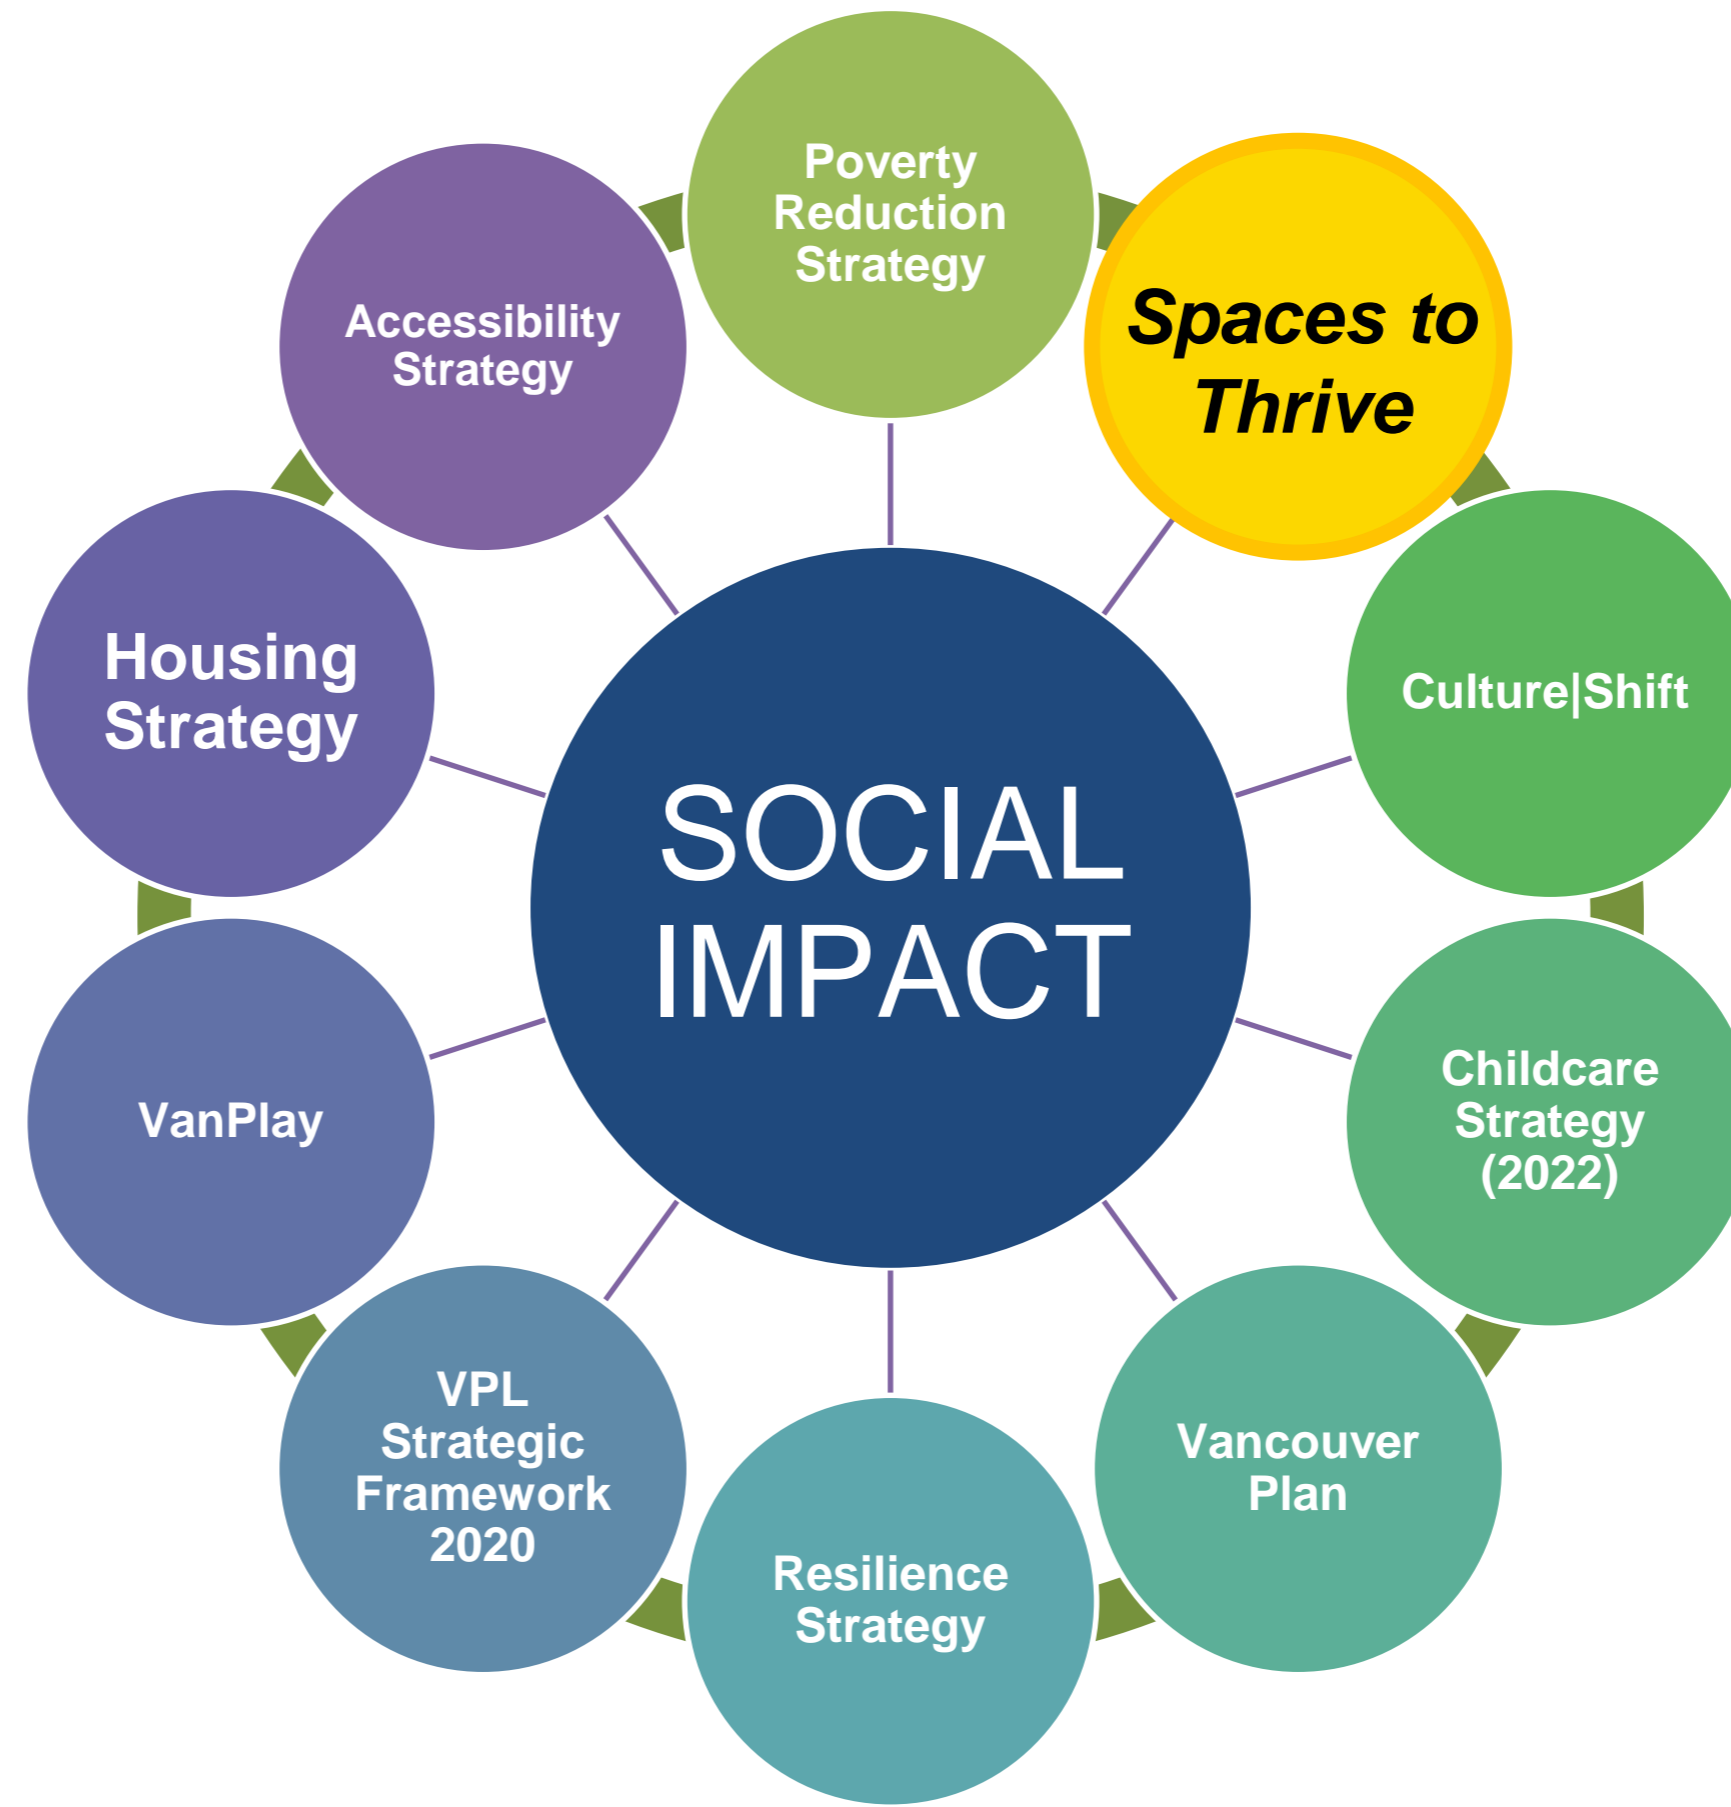 Poverty
Reduction
Strategy
Spaces to
Thrive
Culture|Shift
Childcare
Strategy
(2022)
Vancouver
Plan
Resilience
Strategy
VPL
Strategic
Framework
2020
VanPlay
Housing
Strategy
Accessibility
Strategy
SOCIAL
IMPACT